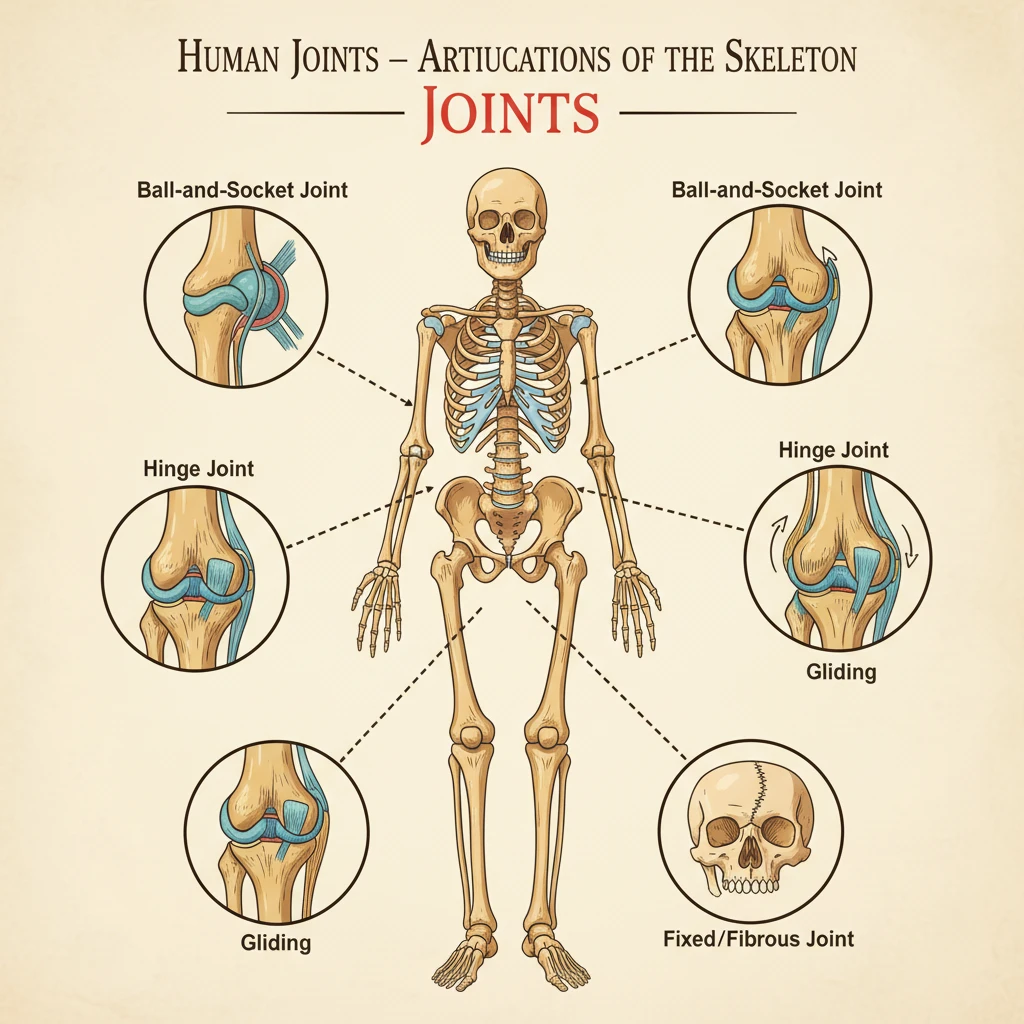 HUMAN JOINTS – ARTIUCATIONS OF THE SKELETON
JOINTS
Ball-and-Socket Joint
Ball-and-Socket Joint
Hinge Joint
Hinge Joint
Gliding
Gliding
Fixed/Fibrous Joint